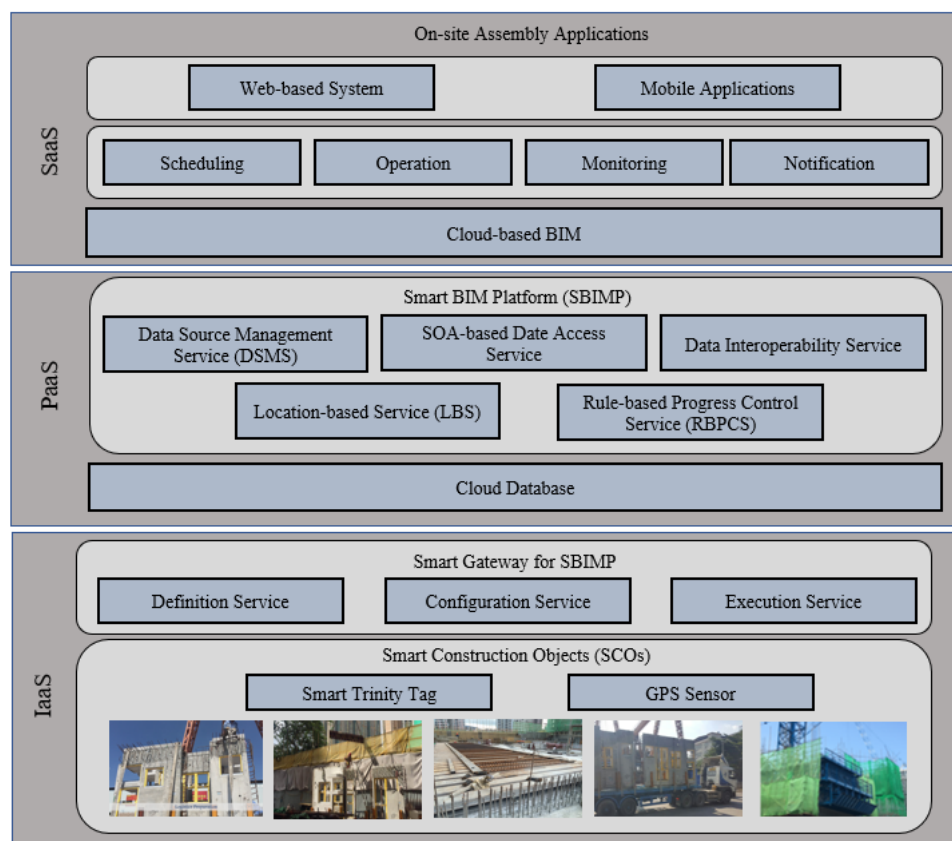 On-site Assembly Applications
Web-based System
Mobile Applications
SaaS
Scheduling
Operation
Monitoring
Notification
Cloud-based BIM
Smart BIM Platform (SBIMP)
Data Source Management
Service (DSMS)
SOA-based Date Access
Service
Data Interoperability Service
PaaS
Location-based Service (LBS)
Rule-based Progress Control
Service (RBPCS)
Cloud Database
Smart Gateway for SBIMP
Definition Service
Configuration Service
Execution Service
IaaS
Smart Construction Objects (SCOs)
Smart Trinity Tag
GPS Sensor